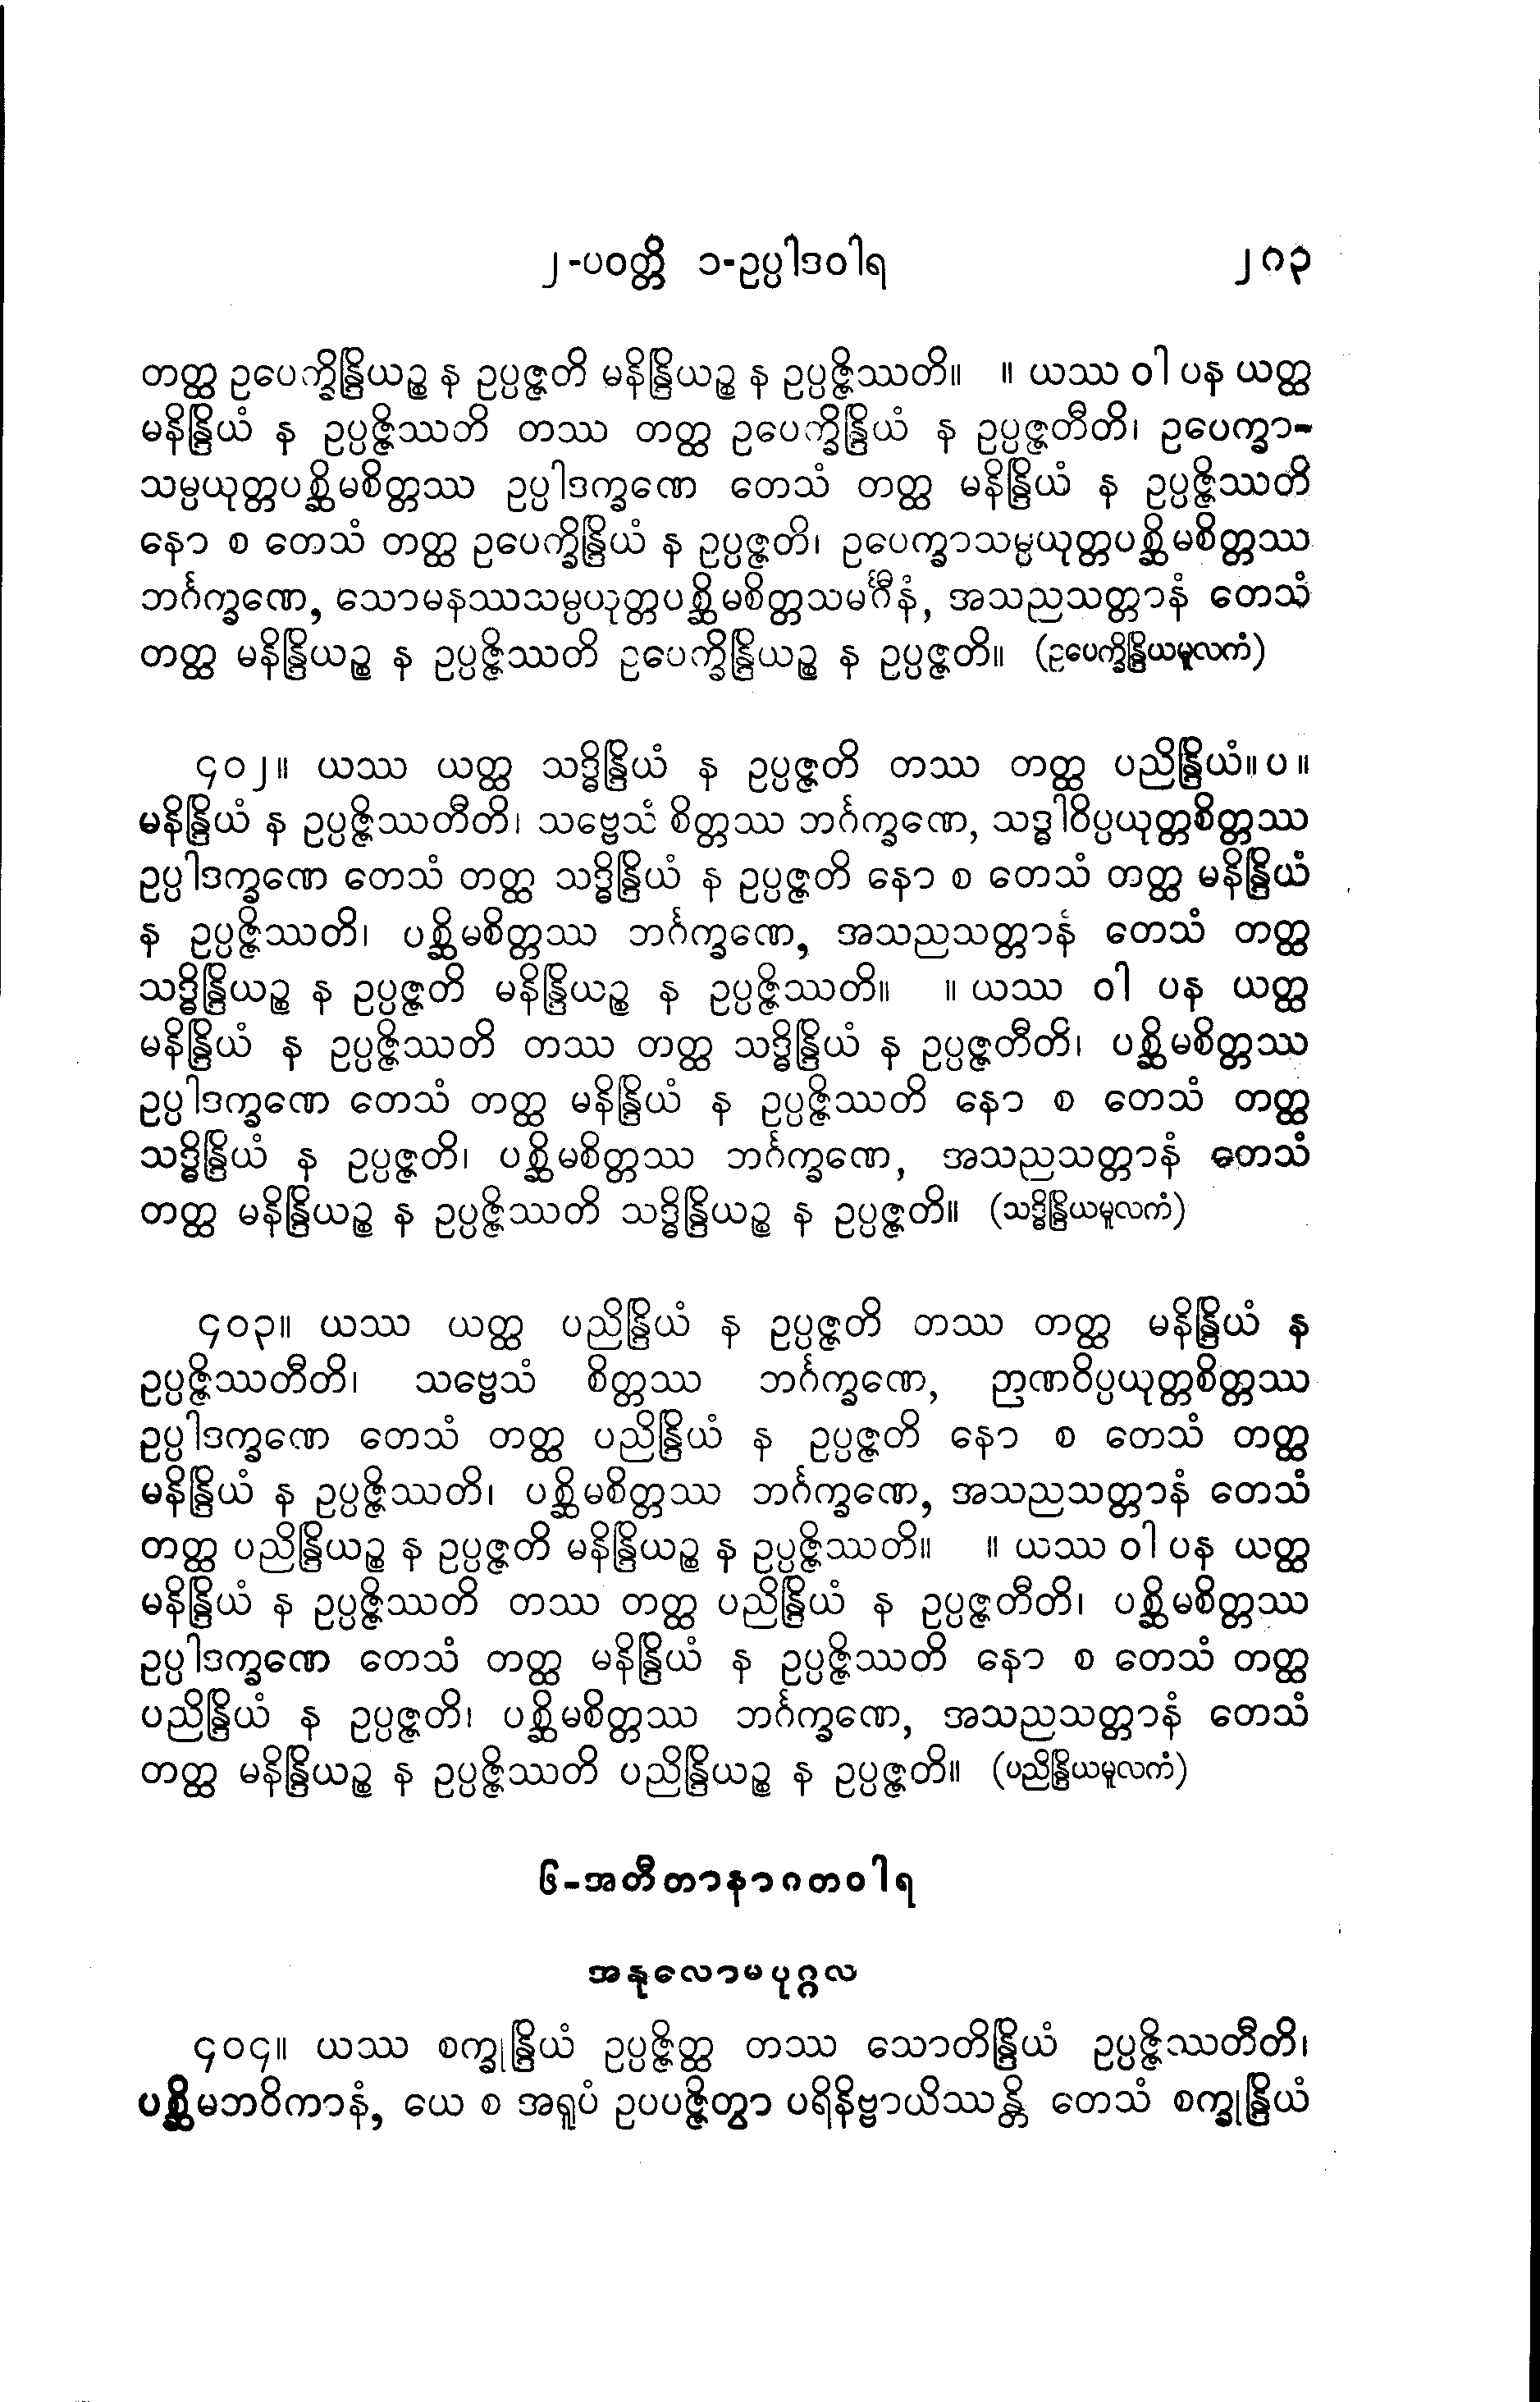 ၂-ပဝတ္တိ ၁-ဥပ္ပါဒဝါရ ၂၈၃
တတ္ထ ဥပေက္ခိန္ဒြိယဉ္စ န ဥပ္ပဇ္ဇတိ မနိန္ဒြိယဉ္စ န ဥပ္ပဇ္ဇိဿတိ။ ။ ယဿ ဝါ ပန ယတ္ထ
မနိန္ဒြိယံ န ဥပ္ပဇ္ဇိဿတိ တဿ တတ္ထ ဥပေက္ခိန္ဒြိယံ န ဥပ္ပဇ္ဇတီတိ၊ ဥပေက္ခာ-
သမ္ပယုတ္တပစ္ဆိမစိတ္တဿ ဥပ္ပါဒက္ခဏေ တေသံ တတ္ထ မနိန္ဒြိယံ န ဥပ္ပဇ္ဇိဿတိ
နော စ တေသံ တတ္ထ ဥပေက္ခိန္ဒြိယံ န ဥပ္ပဇ္ဇတိ၊ ဥပေက္ခာသမ္ပယုတ္တပစ္ဆိမစိတ္တဿ
ဘင်္ဂက္ခဏေ, သောမနဿသမ္ပယုတ္တပစ္ဆိမစိတ္တသမင်္ဂီနံ, အသညသတ္တာနံ တေသံ
တတ္ထ မနိန္ဒြိယဉ္စ န ဥပ္ပဇ္ဇိဿတိ ဥပေက္ခိန္ဒြိယဉ္စ န ဥပ္ပဇ္ဇတိ။ (ဥပေက္ခိန္ဒြိယမူလကံ)
၄၀၂။ ယဿ ယတ္ထ သဒ္ဓိန္ဒြိယံ န ဥပ္ပဇ္ဇတိ တဿ တတ္ထ ပညိန္ဒြိယံ။ ပ ။
မနိန္ဒြိယံ န ဥပ္ပဇ္ဇိဿတီတိ၊ သဗ္ဗေသံ စိတ္တဿ ဘင်္ဂက္ခဏေ, သဒ္ဓါဝိပ္ပယုတ္တစိတ္တဿ
ဥပ္ပါဒက္ခဏေ တေသံ တတ္ထ သဒ္ဓိန္ဒြိယံ န ဥပ္ပဇ္ဇတိ နော စ တေသံ တတ္ထ မနိန္ဒြိယံ
န ဥပ္ပဇ္ဇိဿတိ၊ ပစ္ဆိမစိတ္တဿ ဘင်္ဂက္ခဏေ, အသညသတ္တာနံ တေသံ တတ္ထ
သဒ္ဓိန္ဒြိယဉ္စ န ဥပ္ပဇ္ဇတိ မနိန္ဒြိယဉ္စ န ဥပ္ပဇ္ဇိဿတိ။ ။ ယဿ ဝါ ပန ယတ္ထ
မနိန္ဒြိယံ န ဥပ္ပဇ္ဇိဿတိ တဿ တတ္ထ သဒ္ဓိန္ဒြိယံ န ဥပ္ပဇ္ဇတီတိ၊ ပစ္ဆိမစိတ္တဿ
ဥပ္ပါဒက္ခဏေ တေသံ တတ္ထ မနိန္ဒြိယံ န ဥပ္ပဇ္ဇိဿတိ နော စ တေသံ တတ္ထ
သဒ္ဓိန္ဒြိယံ န ဥပ္ပဇ္ဇတိ၊ ပစ္ဆိမစိတ္တဿ ဘင်္ဂက္ခဏေ, အသညသတ္တာနံ တေသံ
တတ္ထ မနိန္ဒြိယဉ္စ န ဥပ္ပဇ္ဇိဿတိ သဒ္ဓိန္ဒြိယဉ္စ န ဥပ္ပဇ္ဇတိ။ (သဒ္ဓိန္ဒြိယမူလကံ)
၄၀၃။ ယဿ ယတ္ထ ပညိန္ဒြိယံ န ဥပ္ပဇ္ဇတိ တဿ တတ္ထ မနိန္ဒြိယံ န
ဥပ္ပဇ္ဇိဿတီတိ၊ သဗ္ဗေသံ စိတ္တဿ ဘင်္ဂက္ခဏေ, ဉာဏဝိပ္ပယုတ္တစိတ္တဿ
ဥပ္ပါဒက္ခဏေ တေသံ တတ္ထ ပညိန္ဒြိယံ န ဥပ္ပဇ္ဇတိ နော စ တေသံ တတ္ထ
မနိန္ဒြိယံ န ဥပ္ပဇ္ဇိဿတိ၊ ပစ္ဆိမစိတ္တဿ ဘင်္ဂက္ခဏေ, အသညသတ္တာနံ တေသံ
တတ္ထ ပညိန္ဒြိယဉ္စ န ဥပ္ပဇ္ဇတိ မနိန္ဒြိယဉ္စ န ဥပ္ပဇ္ဇိဿတိ။ ။ ယဿ ဝါ ပန ယတ္ထ
မနိန္ဒြိယံ န ဥပ္ပဇ္ဇိဿတိ တဿ တတ္ထ ပညိန္ဒြိယံ န ဥပ္ပဇ္ဇတီတိ၊ ပစ္ဆိမစိတ္တဿ
ဥပ္ပါဒက္ခဏေ တေသံ တတ္ထ မနိန္ဒြိယံ န ဥပ္ပဇ္ဇိဿတိ နော စ တေသံ တတ္ထ
ပညိန္ဒြိယံ န ဥပ္ပဇ္ဇတိ၊ ပစ္ဆိမစိတ္တဿ ဘင်္ဂက္ခဏေ, အသညသတ္တာနံ တေသံ
တတ္ထ မနိန္ဒြိယဉ္စ န ဥပ္ပဇ္ဇိဿတိ ပညိန္ဒြိယဉ္စ န ဥပ္ပဇ္ဇတိ။ (ပညိန္ဒြိယမူလကံ)
၆-အတီတာနာဂတဝါရ
အနုလောမပုဂ္ဂလ
၄၀၄။ ယဿ စက္ခုန္ဒြိယံ ဥပ္ပဇ္ဇိတ္ထ တဿ သောတိန္ဒြိယံ ဥပ္ပဇ္ဇိဿတီတိ၊
ပစ္ဆိမဘဝိကာနံ, ယေ စ အရူပံ ဥပပဇ္ဇိတွာ ပရိနိဗ္ဗာယိဿန္တိ တေသံ စက္ခုန္ဒြိယံ